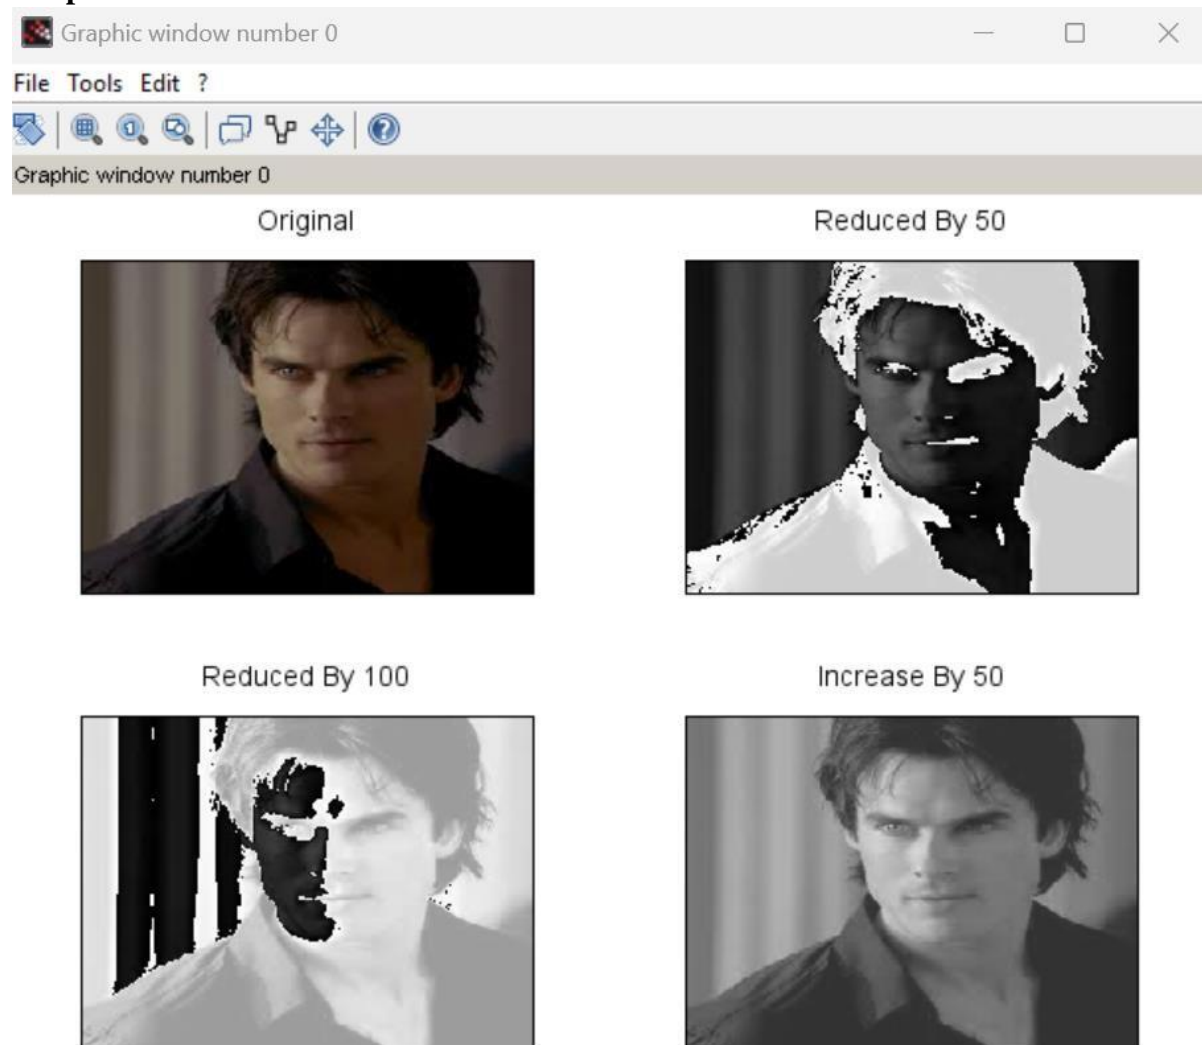 Graphic window number 0
File Tools Edit ?
Graphic window number 0
Original
Reduced By 50
Reduced By 100
Increase By 50